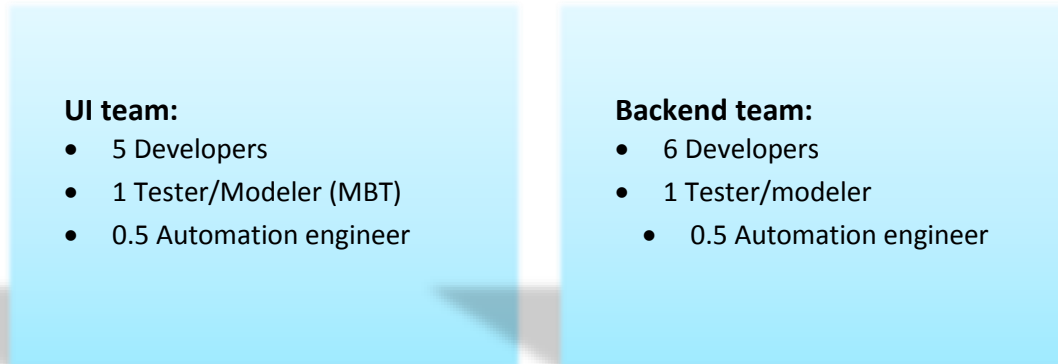 UI team:
• 5 Developers
• 1 Tester/Modeler (MBT)
• 0.5 Automation engineer
Backend team:
• 6 Developers
• 1 Tester/modeler
• 0.5 Automation engineer